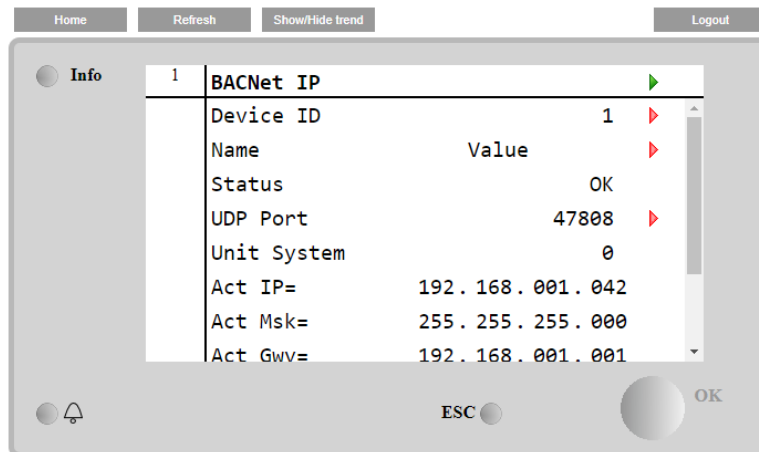 Home Refresh Show/Hide trend Logout
Info
1 BACNet IP
Device ID 1
Name Value
Status OK
UDP Port 47808
Unit System 0
Act IP= 192.168.001.042
Act Msk= 255.255.255.000
Act Gwy= 192.168.001.001
ESC OK